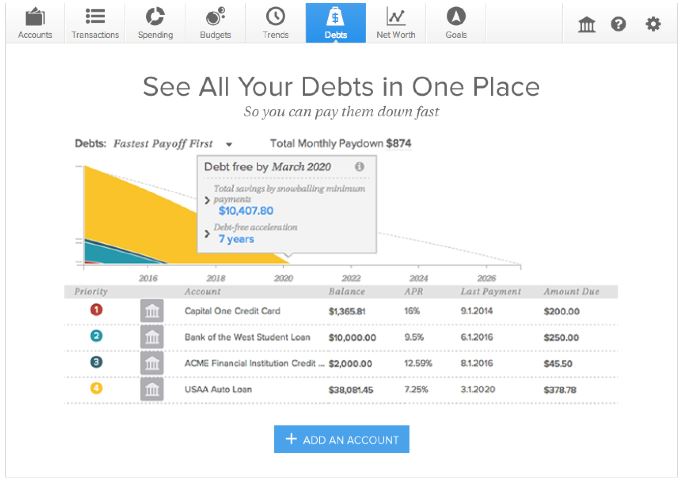 Accounts Transactions Spending Budgets Trends Debts Net Worth Goals
See All Your Debts in One Place
So you can pay them down fast
Debts: Fastest Payoff First Total Monthly Paydown $874
Debt free by March 2020
Total savings by snowballing minimum
payments
$10,407.80
Debt-free acceleration
7 years
2016 2018 2020 2022 2024 2026
Priority Account Balance APR Last Payment Amount Due
1 Capital One Credit Card $1,365.81 16% 9.1.2014 $200.00
2 Bank of the West Student Loan $10,000.00 9.5% 6.1.2016 $250.00
3 ACME Financial Institution Credit ... $2,000.00 12.59% 8.1.2016 $45.50
4 USAA Auto Loan $38,081.45 7.25% 3.1.2020 $378.78
+ ADD AN ACCOUNT